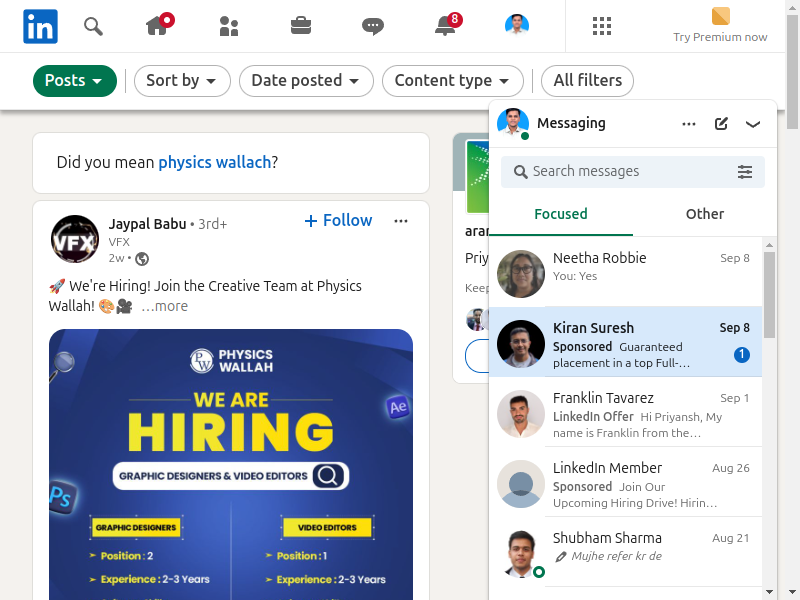 in
8
Try Premium now
Posts
Sort by
Date posted
Content type
All filters
Did you mean physics wallach?
Jaypal Babu • 3rd+
VFX
2w •
+ Follow
🚀 We're Hiring! Join the Creative Team at Physics
Wallah! 🎨🎥 …more
VFX
PW PHYSICS
WALLAH
WE ARE
HIRING
GRAPHIC DESIGNERS & VIDEO EDITORS
Ae
Ps
GRAPHIC DESIGNERS
➤ Position : 2
➤ Experience : 2-3 Years
VIDEO EDITORS
➤ Position : 1
➤ Experience : 2-3 Years
Messaging
Search messages
Focused
Other
Neetha Robbie
Sep 8
You: Yes
Kiran Suresh
Sep 8
Sponsored Guaranteed
placement in a top Full-…
1
Franklin Tavarez
Sep 1
LinkedIn Offer Hi Priyansh, My
name is Franklin from the…
LinkedIn Member
Aug 26
Sponsored Join Our
Upcoming Hiring Drive! Hirin…
Shubham Sharma
Aug 21
Mujhe refer kr de